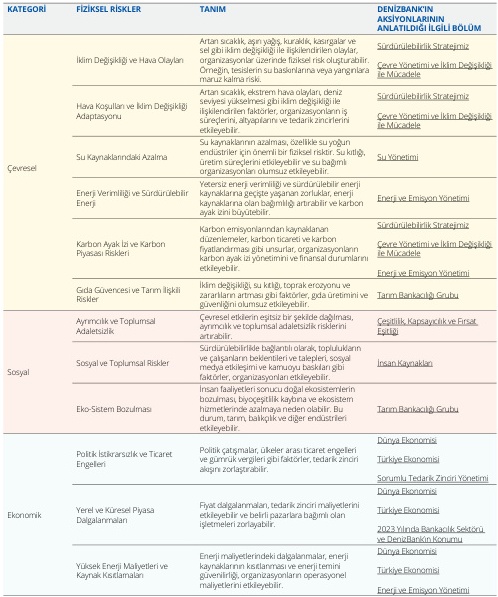 KATEGORİ
FİZİKSEL RİSKLER
TANIM
DENİZBANK'IN
AKSİYONLARININ
ANLATILDIĞI İLGİLİ BÖLÜM
Çevresel
İklim Değişikliği ve Hava Olayları
Artan sıcaklık, aşırı yağış, kuraklık, kasırgalar ve
sel gibi iklim değişikliği ile ilişkilendirilen olaylar,
organizasyonlar üzerinde fiziksel risk oluşturabilir.
Örneğin, tesislerin su baskınlarına veya yangınlara
maruz kalma riski.
Sürdürülebilirlik Stratejimiz
Çevre Yönetimi ve İklim Değişikliği
ile Mücadele
Hava Koşulları ve İklim Değişikliği
Adaptasyonu
Artan sıcaklık, ekstrem hava olayları, deniz
seviyesi yükselmesi gibi iklim değişikliği ile
ilişkilendirilen faktörler, organizasyonların iş
süreçlerini, altyapılarını ve tedarik zincirlerini
etkileyebilir.
Sürdürülebilirlik Stratejimiz
Çevre Yönetimi ve İklim Değişikliği
ile Mücadele
Su Kaynaklarındaki Azalma
Su kaynaklarının azalması, özellikle su yoğun
endüstriler için önemli bir fiziksel risktir. Su kıtlığı,
üretim süreçlerini etkileyebilir ve su bağımlı
organizasyonları olumsuz etkileyebilir.
Su Yönetimi
Enerji Verimliliği ve Sürdürülebilir
Enerji
Yetersiz enerji verimliliği ve sürdürülebilir enerji
kaynaklarına geçişte yaşanan zorluklar, enerji
kaynaklarına olan bağımlılığı artırabilir ve karbon
ayak izini büyütebilir.
Enerji ve Emisyon Yönetimi
Karbon Ayak İzi ve Karbon
Piyasası Riskleri
Karbon emisyonlarından kaynaklanan
düzenlemeler, karbon ticareti ve karbon
fiyatlandırması gibi unsurlar, organizasyonların
karbon ayak izi yönetimini ve finansal durumlarını
etkileyebilir.
Sürdürülebilirlik Stratejimiz
Çevre Yönetimi ve İklim Değişikliği
ile Mücadele
Enerji ve Emisyon Yönetimi
Gıda Güvencesi ve Tarım İlişkili
Riskler
İklim değişikliği, su kıtlığı, toprak erozyonu ve
zararlıların artması gibi faktörler, gıda üretimini ve
güvenliğini olumsuz etkileyebilir.
Tarım Bankacılığı Grubu
Sosyal
Ayrımcılık ve Toplumsal
Adaletsizlik
Çevresel etkilerin eşitsiz bir şekilde dağılması,
ayrımcılık ve toplumsal adaletsizlik risklerini
artırabilir.
Çeşitlilik, Kapsayıcılık ve Fırsat
Eşitliği
Sosyal ve Toplumsal Riskler
Sürdürülebilirlikle bağlantılı olarak, toplulukların
ve çalışanların beklentileri ve talepleri, sosyal
medya etkileşimi ve kamuoyu baskıları gibi
faktörler, organizasyonları etkileyebilir.
İnsan Kaynakları
Eko-Sistem Bozulması
İnsan faaliyetleri sonucu doğal ekosistemlerin
bozulması, biyoçeşitlilik kaybına ve ekosistem
hizmetlerinde azalmaya neden olabilir. Bu
durum, tarım, balıkçılık ve diğer endüstrileri
etkileyebilir.
Tarım Bankacılığı Grubu
Ekonomik
Politik İstikrarsızlık ve Ticaret
Engelleri
Politik çatışmalar, ülkeler arası ticaret engelleri
ve gümrük vergileri gibi faktörler, tedarik zinciri
akışını zorlaştırabilir.
Dünya Ekonomisi
Türkiye Ekonomisi
Sorumlu Tedarik Zinciri Yönetimi
Yerel ve Küresel Piyasa
Dalgalanmaları
Fiyat dalgalanmaları, tedarik zinciri maliyetlerini
etkileyebilir ve belirli pazarlara bağımlı olan
işletmeleri zorlayabilir.
Dünya Ekonomisi
Türkiye Ekonomisi
2023 Yılında Bankacılık Sektörü
ve DenizBank'ın Konumu
Yüksek Enerji Maliyetleri ve
Kaynak Kısıtlamaları
Enerji maliyetlerindeki dalgalanmalar, enerji
kaynaklarının kısıtlanması ve enerji temini
güvenilirliği, organizasyonların operasyonel
maliyetlerini etkileyebilir.
Dünya Ekonomisi
Türkiye Ekonomisi
Enerji ve Emisyon Yönetimi